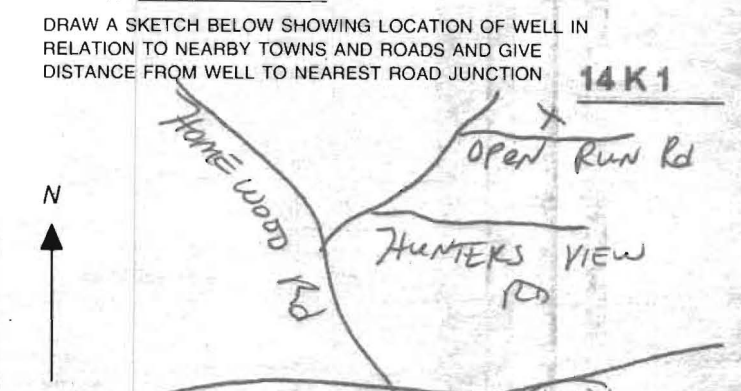 DRAW A SKETCH BELOW SHOWING LOCATION OF WELL IN
RELATION TO NEARBY TOWNS AND ROADS AND GIVE
DISTANCE FROM WELL TO NEAREST ROAD JUNCTION
14 K 1
X
OPEN RUN Rd
HOME WOOD Rd
N
HUNTERS VIEW
RD